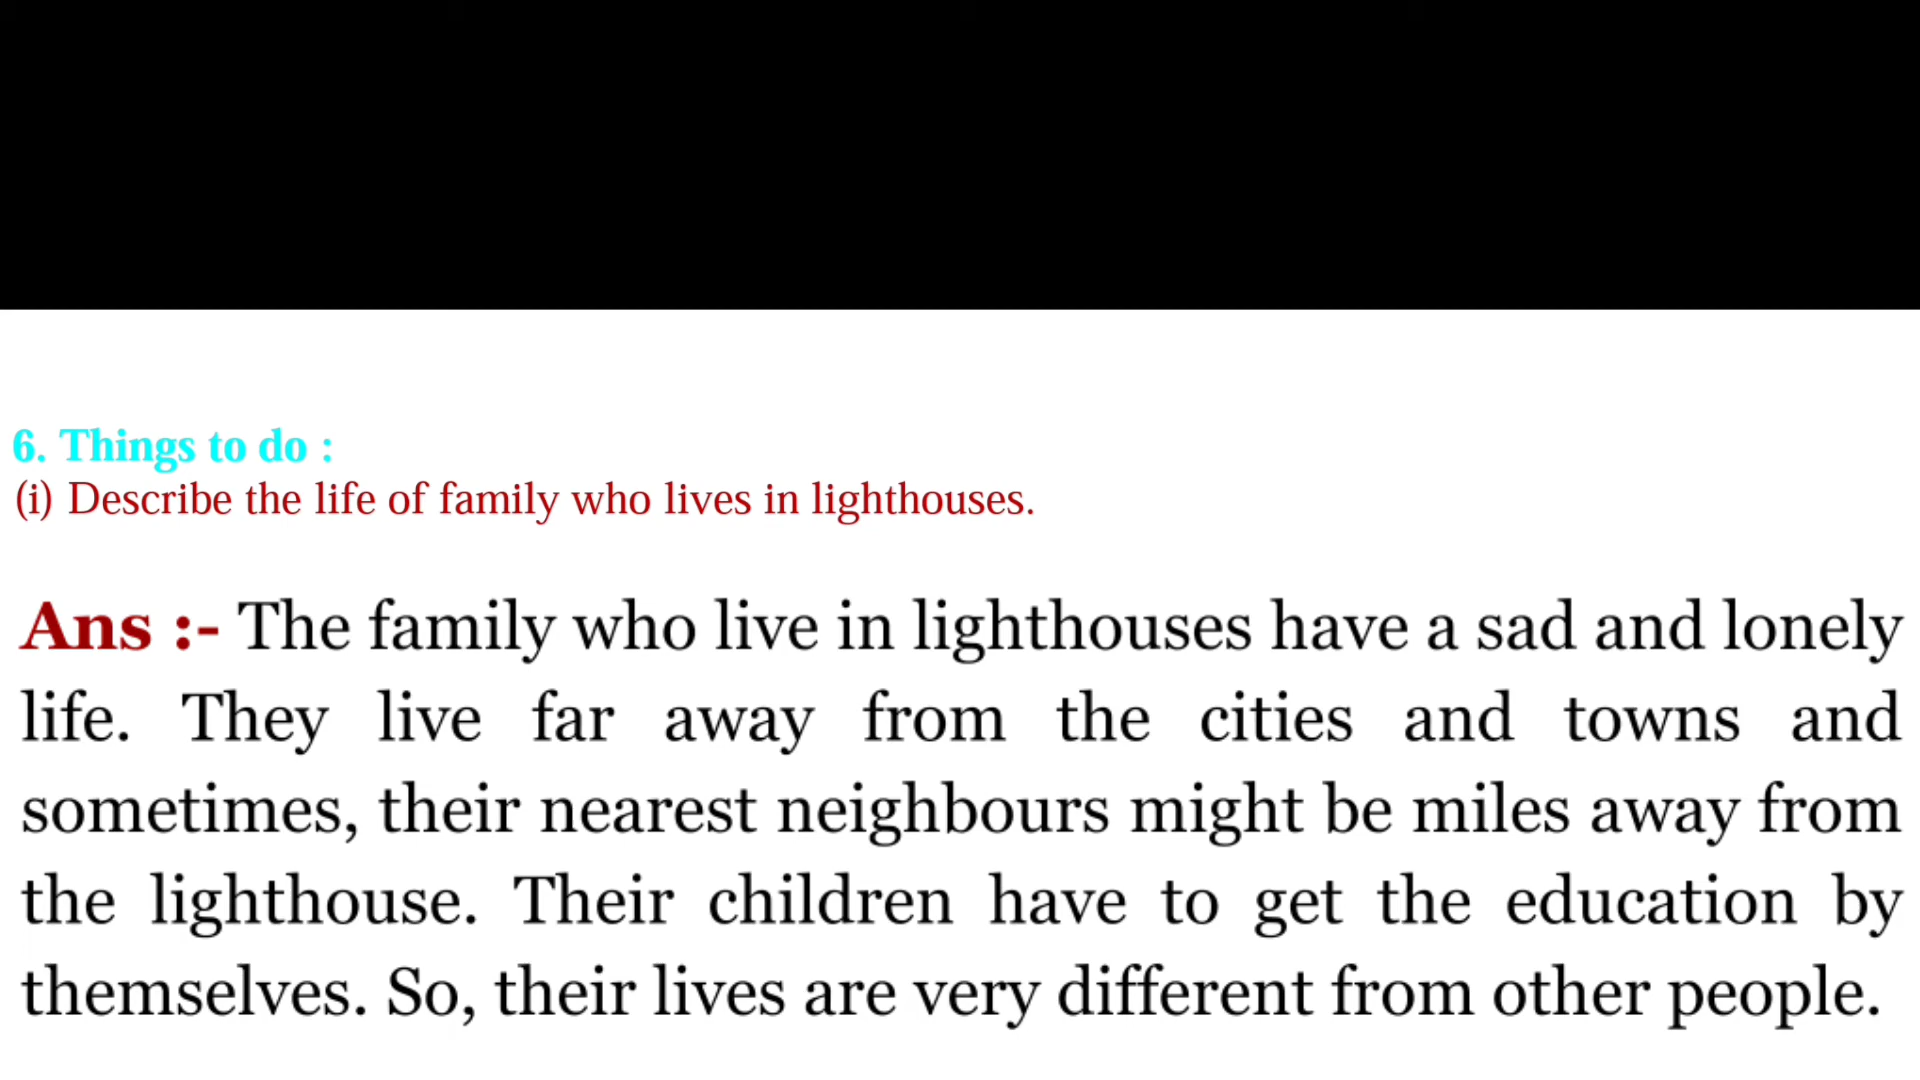 6. Things to do :
(i) Describe the life of family who lives in lighthouses.
Ans :- The family who live in lighthouses have a sad and lonely
life. They live far away from the cities and towns and
sometimes, their nearest neighbours might be miles away from
the lighthouse. Their children have to get the education by
themselves. So, their lives are very different from other people.